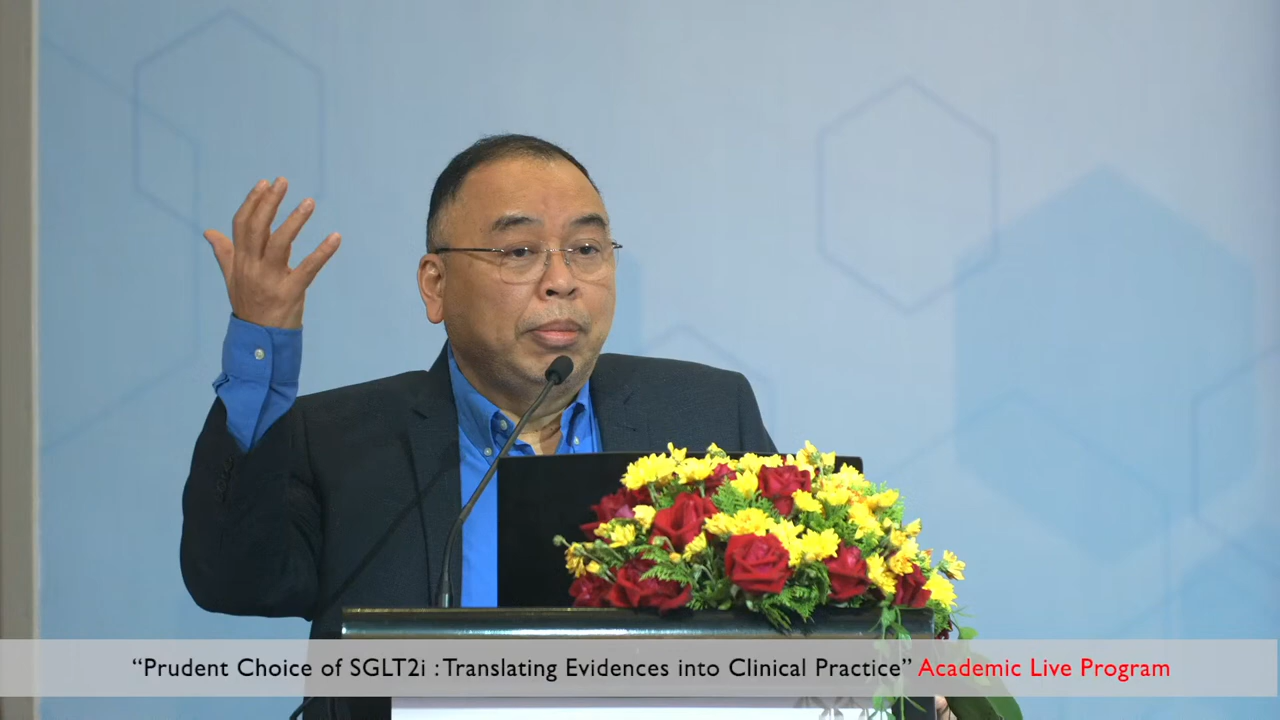 “Prudent Choice of SGLT2i : Translating Evidences into Clinical Practice” Academic Live Program